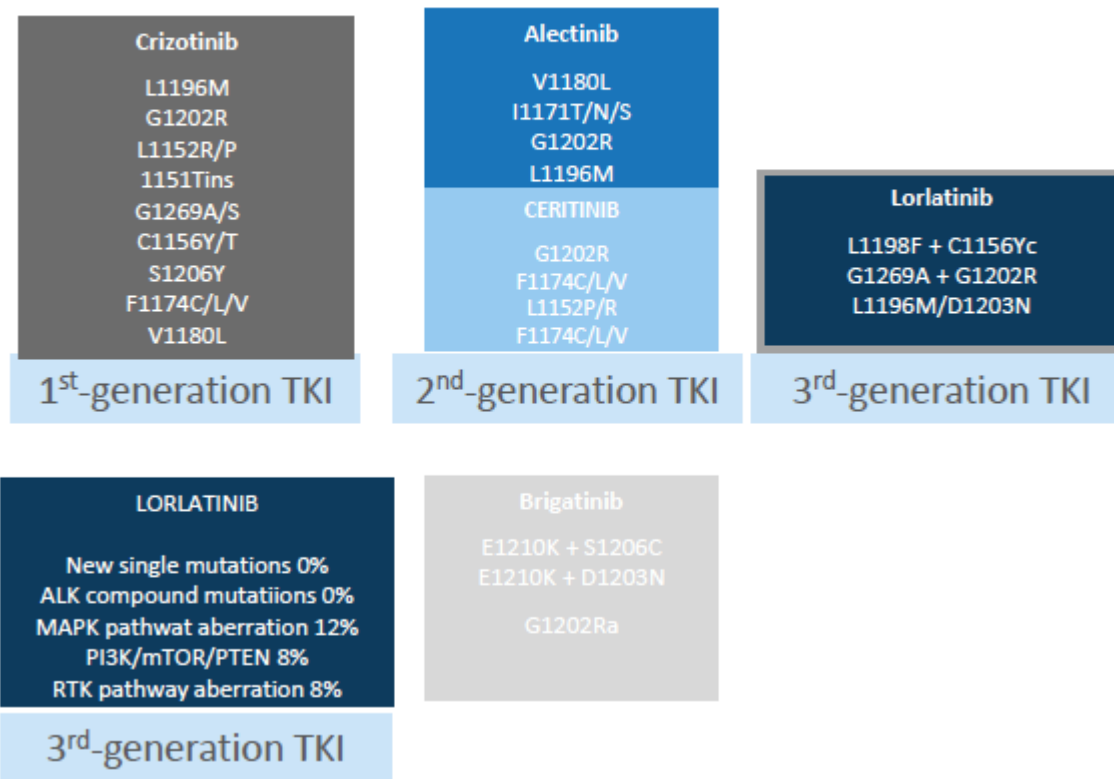 Crizotinib
L1196M
G1202R
L1152R/P
1151Tins
G1269A/S
C1156Y/T
S1206Y
F1174C/L/V
V1180L
1st-generation TKI
Alectinib
V1180L
I1171T/N/S
G1202R
L1196M
CERITINIB
G1202R
F1174C/L/V
L1152P/R
F1174C/L/V
2nd-generation TKI
Lorlatinib
L1198F + C1156Yc
G1269A + G1202R
L1196M/D1203N
3rd-generation TKI
LORLATINIB
New single mutations 0%
ALK compound mutatiions 0%
MAPK pathwat aberration 12%
PI3K/mTOR/PTEN 8%
RTK pathway aberration 8%
3rd-generation TKI
Brigatinib
E1210K + S1206C
E1210K + D1203N
G1202Ra